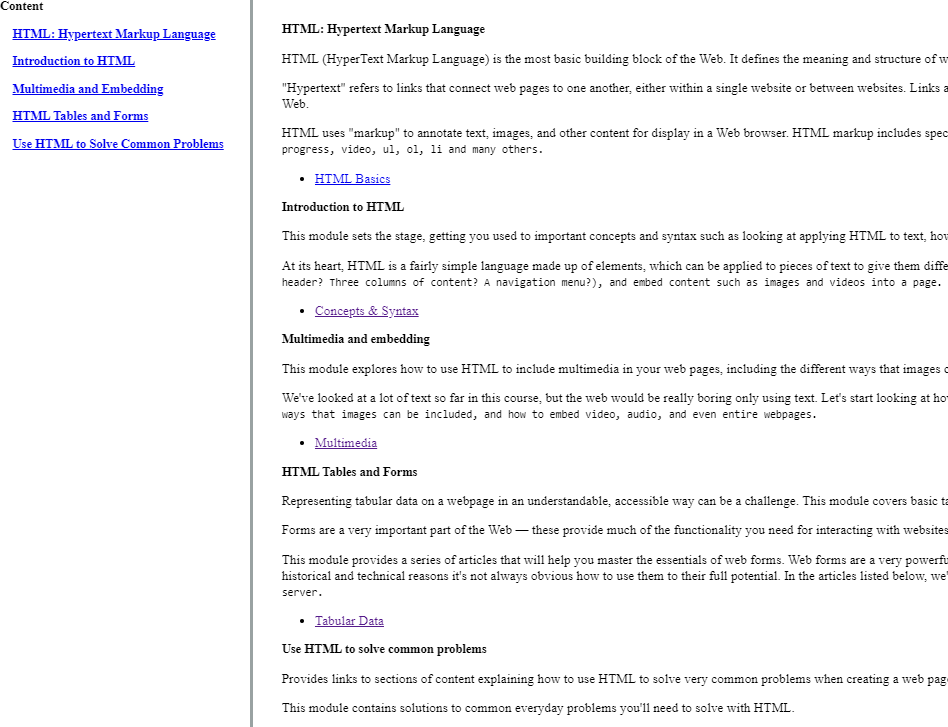 Content
HTML: Hypertext Markup Language
Introduction to HTML
Multimedia and Embedding
HTML Tables and Forms
Use HTML to Solve Common Problems
HTML: Hypertext Markup Language
HTML (HyperText Markup Language) is the most basic building block of the Web. It defines the meaning and structure of
"Hypertext" refers to links that connect web pages to one another, either within a single website or between websites. Links
Web.
HTML uses "markup" to annotate text, images, and other content for display in a Web browser. HTML markup includes
progress, video, ul, ol, li and many others.
• HTML Basics
Introduction to HTML
This module sets the stage, getting you used to important concepts and syntax such as looking at applying HTML to text,
At its heart, HTML is a fairly simple language made up of elements, which can be applied to pieces of text to give them
header? Three columns of content? A navigation menu?), and embed content such as images and videos into a page.
• Concepts & Syntax
Multimedia and embedding
This module explores how to use HTML to include multimedia in your web pages, including the different ways that images
We've looked at a lot of text so far in this course, but the web would be really boring only using text. Let's start looking at
ways that images can be included, and how to embed video, audio, and even entire webpages.
• Multimedia
HTML Tables and Forms
Representing tabular data on a webpage in an understandable, accessible way can be a challenge. This module covers basic
Forms are a very important part of the Web — these provide much of the functionality you need for interacting with websites
This module provides a series of articles that will help you master the essentials of web forms. Web forms are a very
historical and technical reasons it's not always obvious how to use them to their full potential. In the articles listed below,
server.
• Tabular Data
Use HTML to solve common problems
Provides links to sections of content explaining how to use HTML to solve very common problems when creating a web
This module contains solutions to common everyday problems you'll need to solve with HTML.